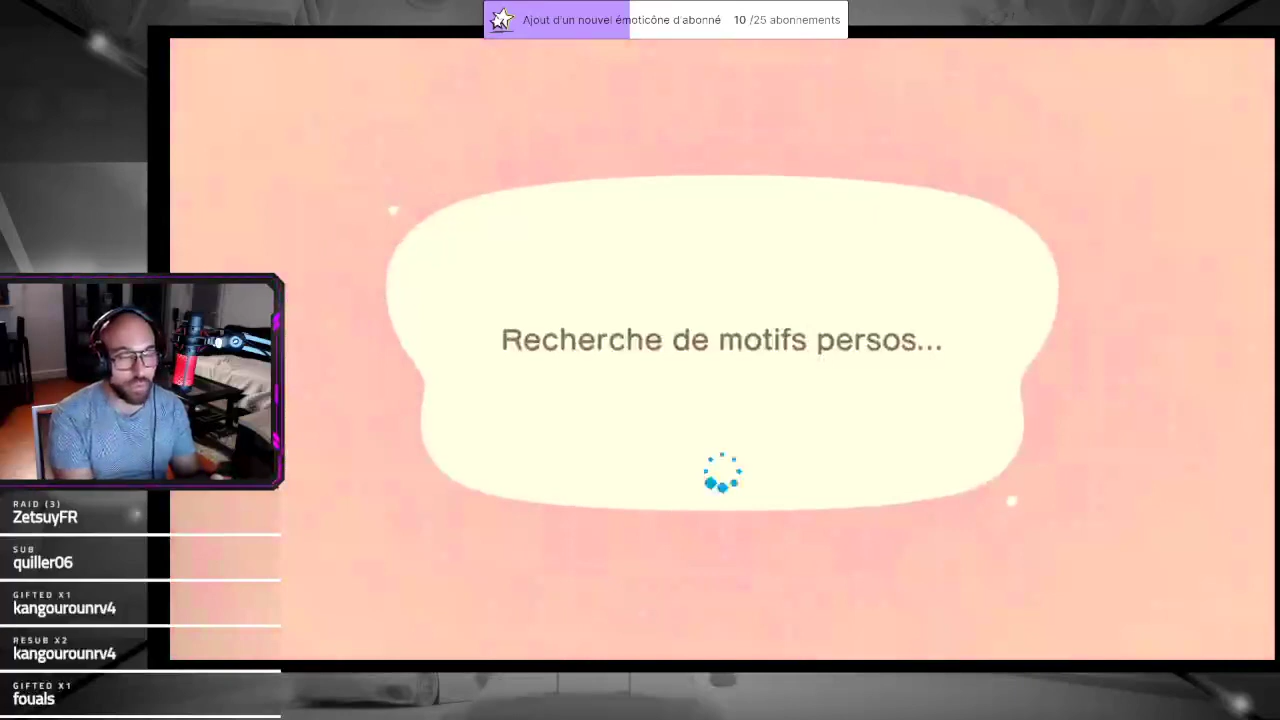 Ajout d'un nouvel émoticône d'abonné 10 /25 abonnements
Recherche de motifs persos...
RAID (3)
ZetsuyFR
SUB
quiller06
GIFTED X1
kangourounrv4
RESUB X2
kangourounrv4
GIFTED X1
fouals